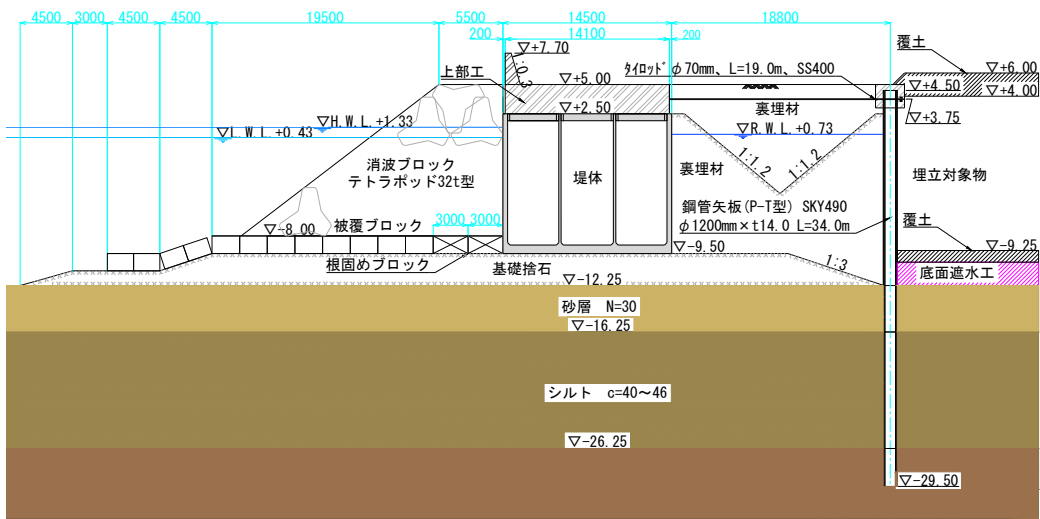 4500
3000
4500
4500
19500
5500
14500
18800
200
14100
200
▽+7.70
1:0.3
上部工
▽+5.00
▽+2.50
ﾀｲﾛｯﾄﾞφ70mm、L=19.0m、SS400
裏埋材
覆土
▽+6.00
▽+4.50
▽+4.00
▽+3.75
▽H.W.L.+1.33
▽L.W.L.+0.43
▽R.W.L.+0.73
消波ブロック
テトラポッド32t型
堤体
裏埋材
1:1.2
1:1.2
埋立対象物
鋼管矢板(P-T型) SKY490
φ1200mm×t14.0 L=34.0m
▽-8.00
被覆ブロック
3000
3000
覆土
▽-9.25
▽-9.50
根固めブロック
基礎捨石
1:3
底面遮水工
▽-12.25
砂層 N=30
▽-16.25
シルト c=40～46
▽-26.25
▽-29.50